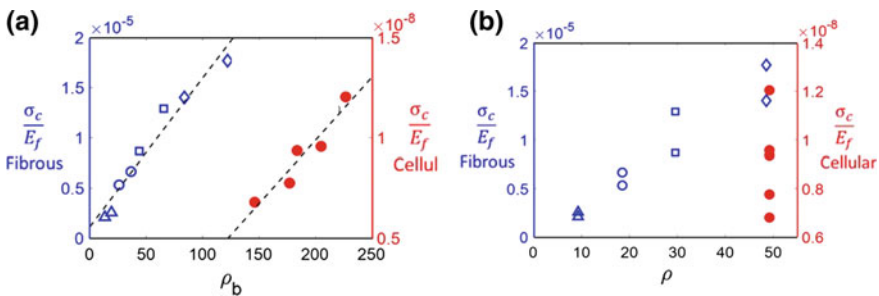 (a)
×10⁻⁵
2
1.5
1
0.5
0
σc/Ef
Fibrous
0 50 100 150 200 250
ρb
×10⁻⁸
1.5
1
0.5
σc/Ef
Cellul
(b)
×10⁻⁵
2
1.5
1
0.5
0
σc/Ef
Fibrous
0 10 20 30 40 50
ρ
×10⁻⁸
1.4
1.2
1
0.8
0.6
σc/Ef
Cellular